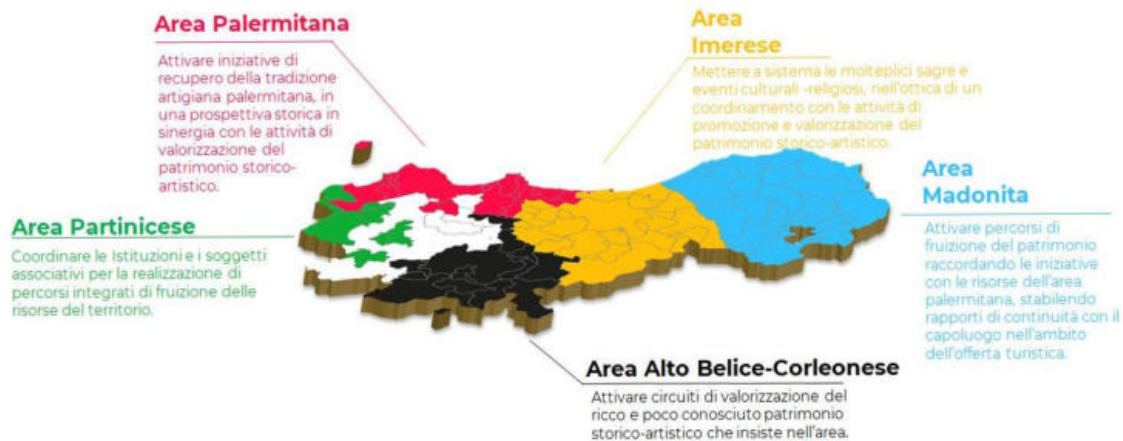 Area Palermitana
Attivare iniziative di
recupero della tradizione
artigiana palermitana, in
una prospettiva storica in
sinergia con le attività di
valorizzazione del
patrimonio storico-
artistico.
Area
Imerese
Mettere a sistema le molteplici sagre e
eventi culturali -religiosi, nell'ottica di un
coordinamento con le attività di
promozione e valorizzazione del
patrimonio storico-artistico.
Area
Madonita
Attivare percorsi di
fruizione del patrimonio
raccordando le iniziative
con le risorse dell'area
palermitana, stabilendo
rapporti di continuità con il
capoluogo nell'ambito
dell'offerta turistica.
Area Partinicese
Coordinare le Istituzioni e i soggetti
associativi per la realizzazione di
percorsi integrati di fruizione delle
risorse del territorio.
Area Alto Belice-Corleonese
Attivare circuiti di valorizzazione del
ricco e poco conosciuto patrimonio
storico-artistico che insiste nell'area.